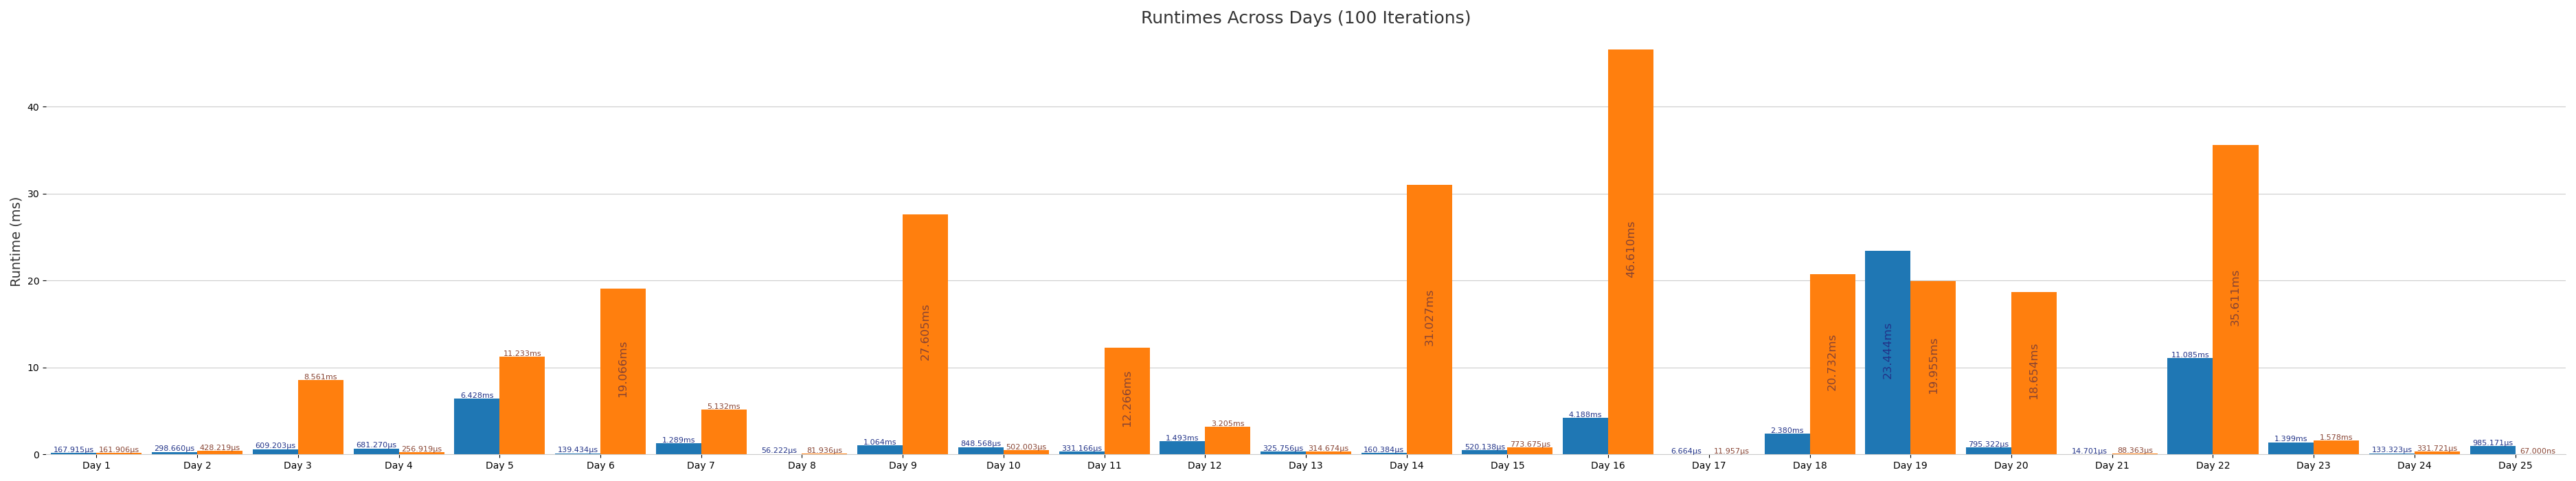 Runtimes Across Days (100 Iterations)
Runtime (ms)
40
30
20
10
0
167.915µs
161.906µs
298.660µs
428.219µs
609.203µs
8.561ms
681.270µs
256.919µs
6.428ms
11.233ms
139.434µs
19.066ms
1.289ms
5.132ms
56.222µs
81.936µs
1.064ms
27.605ms
848.568µs
502.003µs
331.166µs
12.266ms
1.493ms
3.205ms
325.756µs
314.674µs
160.384µs
31.027ms
520.138µs
773.675µs
4.188ms
46.610ms
6.664µs
11.957µs
2.380ms
20.732ms
23.444ms
19.955ms
795.322µs
18.654ms
14.701µs
88.363µs
11.085ms
35.611ms
1.399ms
1.578ms
133.323µs
331.721µs
985.171µs
67.000ns
Day 1
Day 2
Day 3
Day 4
Day 5
Day 6
Day 7
Day 8
Day 9
Day 10
Day 11
Day 12
Day 13
Day 14
Day 15
Day 16
Day 17
Day 18
Day 19
Day 20
Day 21
Day 22
Day 23
Day 24
Day 25